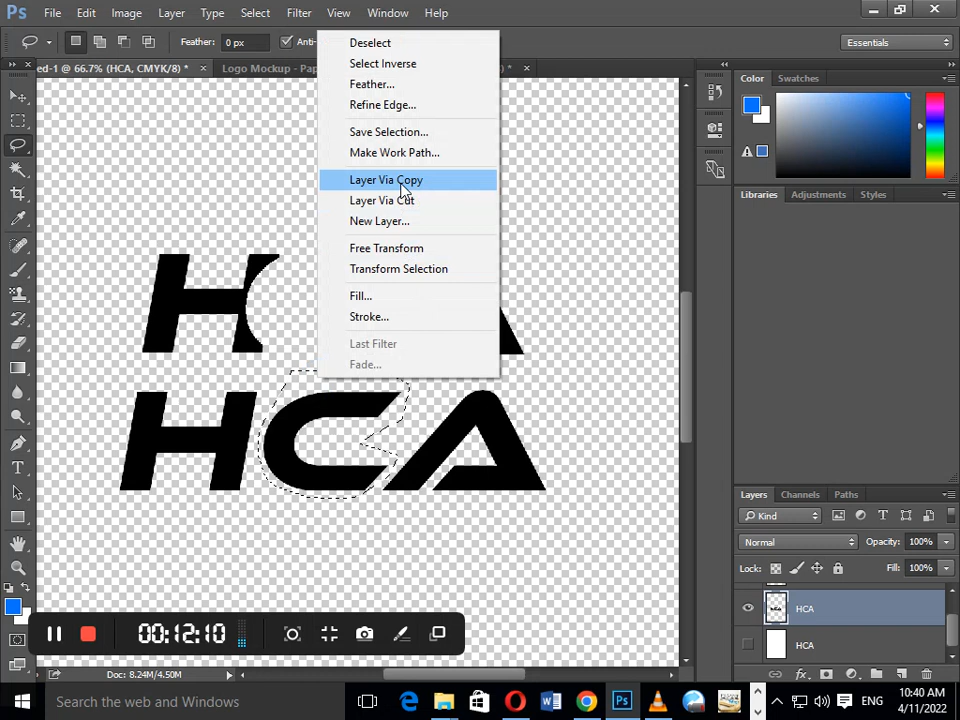 Ps File Edit Image Layer Type Select Filter View Window Help
Feather: 0 px Anti- Essentials
ed-1 @ 66.7% (HCA, CMYK/8) * × Logo Mockup - Pap ) * ×
Deselect
Select Inverse
Feather...
Refine Edge...
Save Selection...
Make Work Path...
Layer Via Copy
Layer Via Cut
New Layer...
Free Transform
Transform Selection
Fill...
Stroke...
Last Filter
Fade...
H
HCA
Color Swatches
Libraries Adjustments Styles
Layers Channels Paths
Kind
Normal Opacity: 100%
Lock: Fill: 100%
HCA
HCA
00:12:10
Doc: 8.24M/4.50M
Search the web and Windows
ENG
10:40 AM
4/11/2022